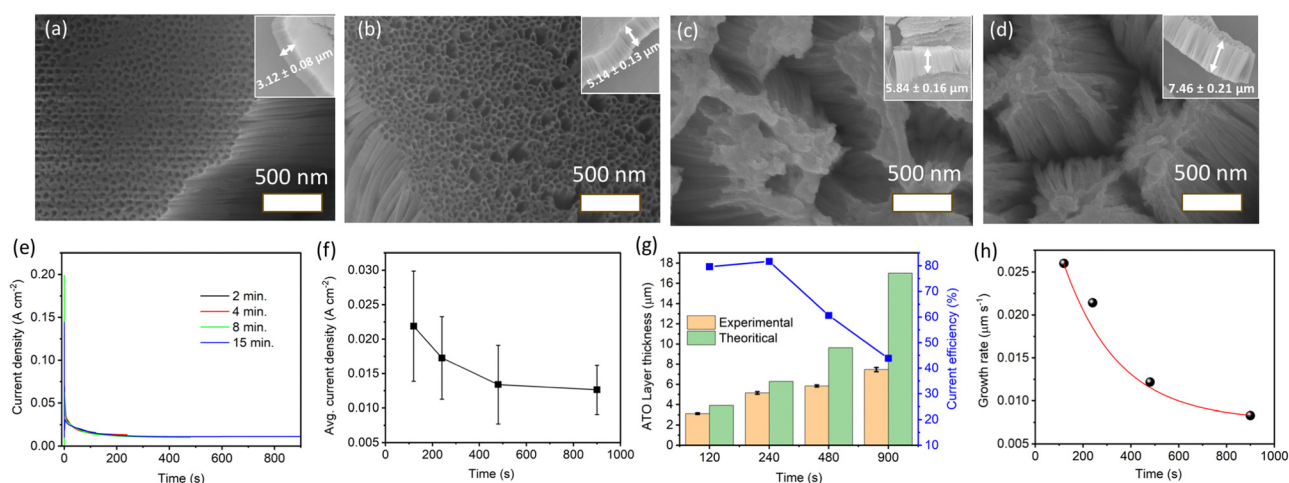 (a)
3.12 ± 0.08 µm
500 nm
(b)
5.14 ± 0.13 µm
500 nm
(c)
5.84 ± 0.16 µm
500 nm
(d)
7.46 ± 0.21 µm
500 nm
(e)
Current density (A cm⁻²)
0.20
0.15
0.10
0.05
0.00
2 min.
4 min.
8 min.
15 min.
0 200 400 600 800
Time (s)
(f)
Avg. current density (A cm⁻²)
0.030
0.025
0.020
0.015
0.010
0.005
0 200 400 600 800 1000
Time (s)
(g)
ATO Layer thickness (µm)
18
16
14
12
10
8
6
4
2
0
Experimental
Theoritical
120 240 480 900
Time (s)
80
70
60
50
40
30
20
10
Current efficiency (%)
(h)
Growth rate (µm s⁻¹)
0.025
0.020
0.015
0.010
0.005
0 200 400 600 800 1000
Time (s)